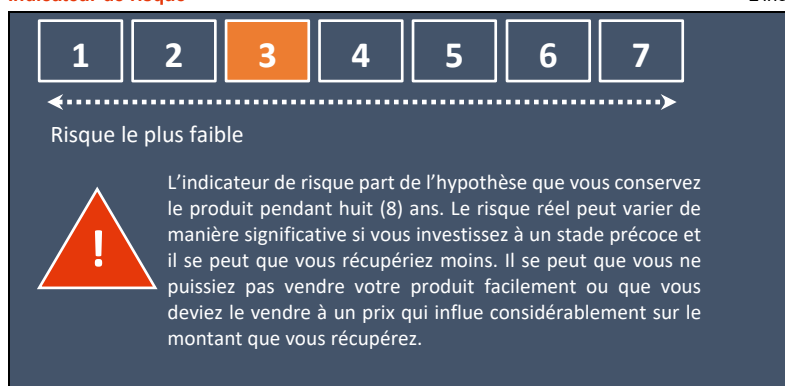 1 2 3 4 5 6 7
Risque le plus faible
L’indicateur de risque part de l’hypothèse que vous conservez
le produit pendant huit (8) ans. Le risque réel peut varier de
manière significative si vous investissez à un stade précoce et
il se peut que vous récupériez moins. Il se peut que vous ne
!
puissiez pas vendre votre produit facilement ou que vous
deviez le vendre à un prix qui influe considérablement sur le
montant que vous récupérez.